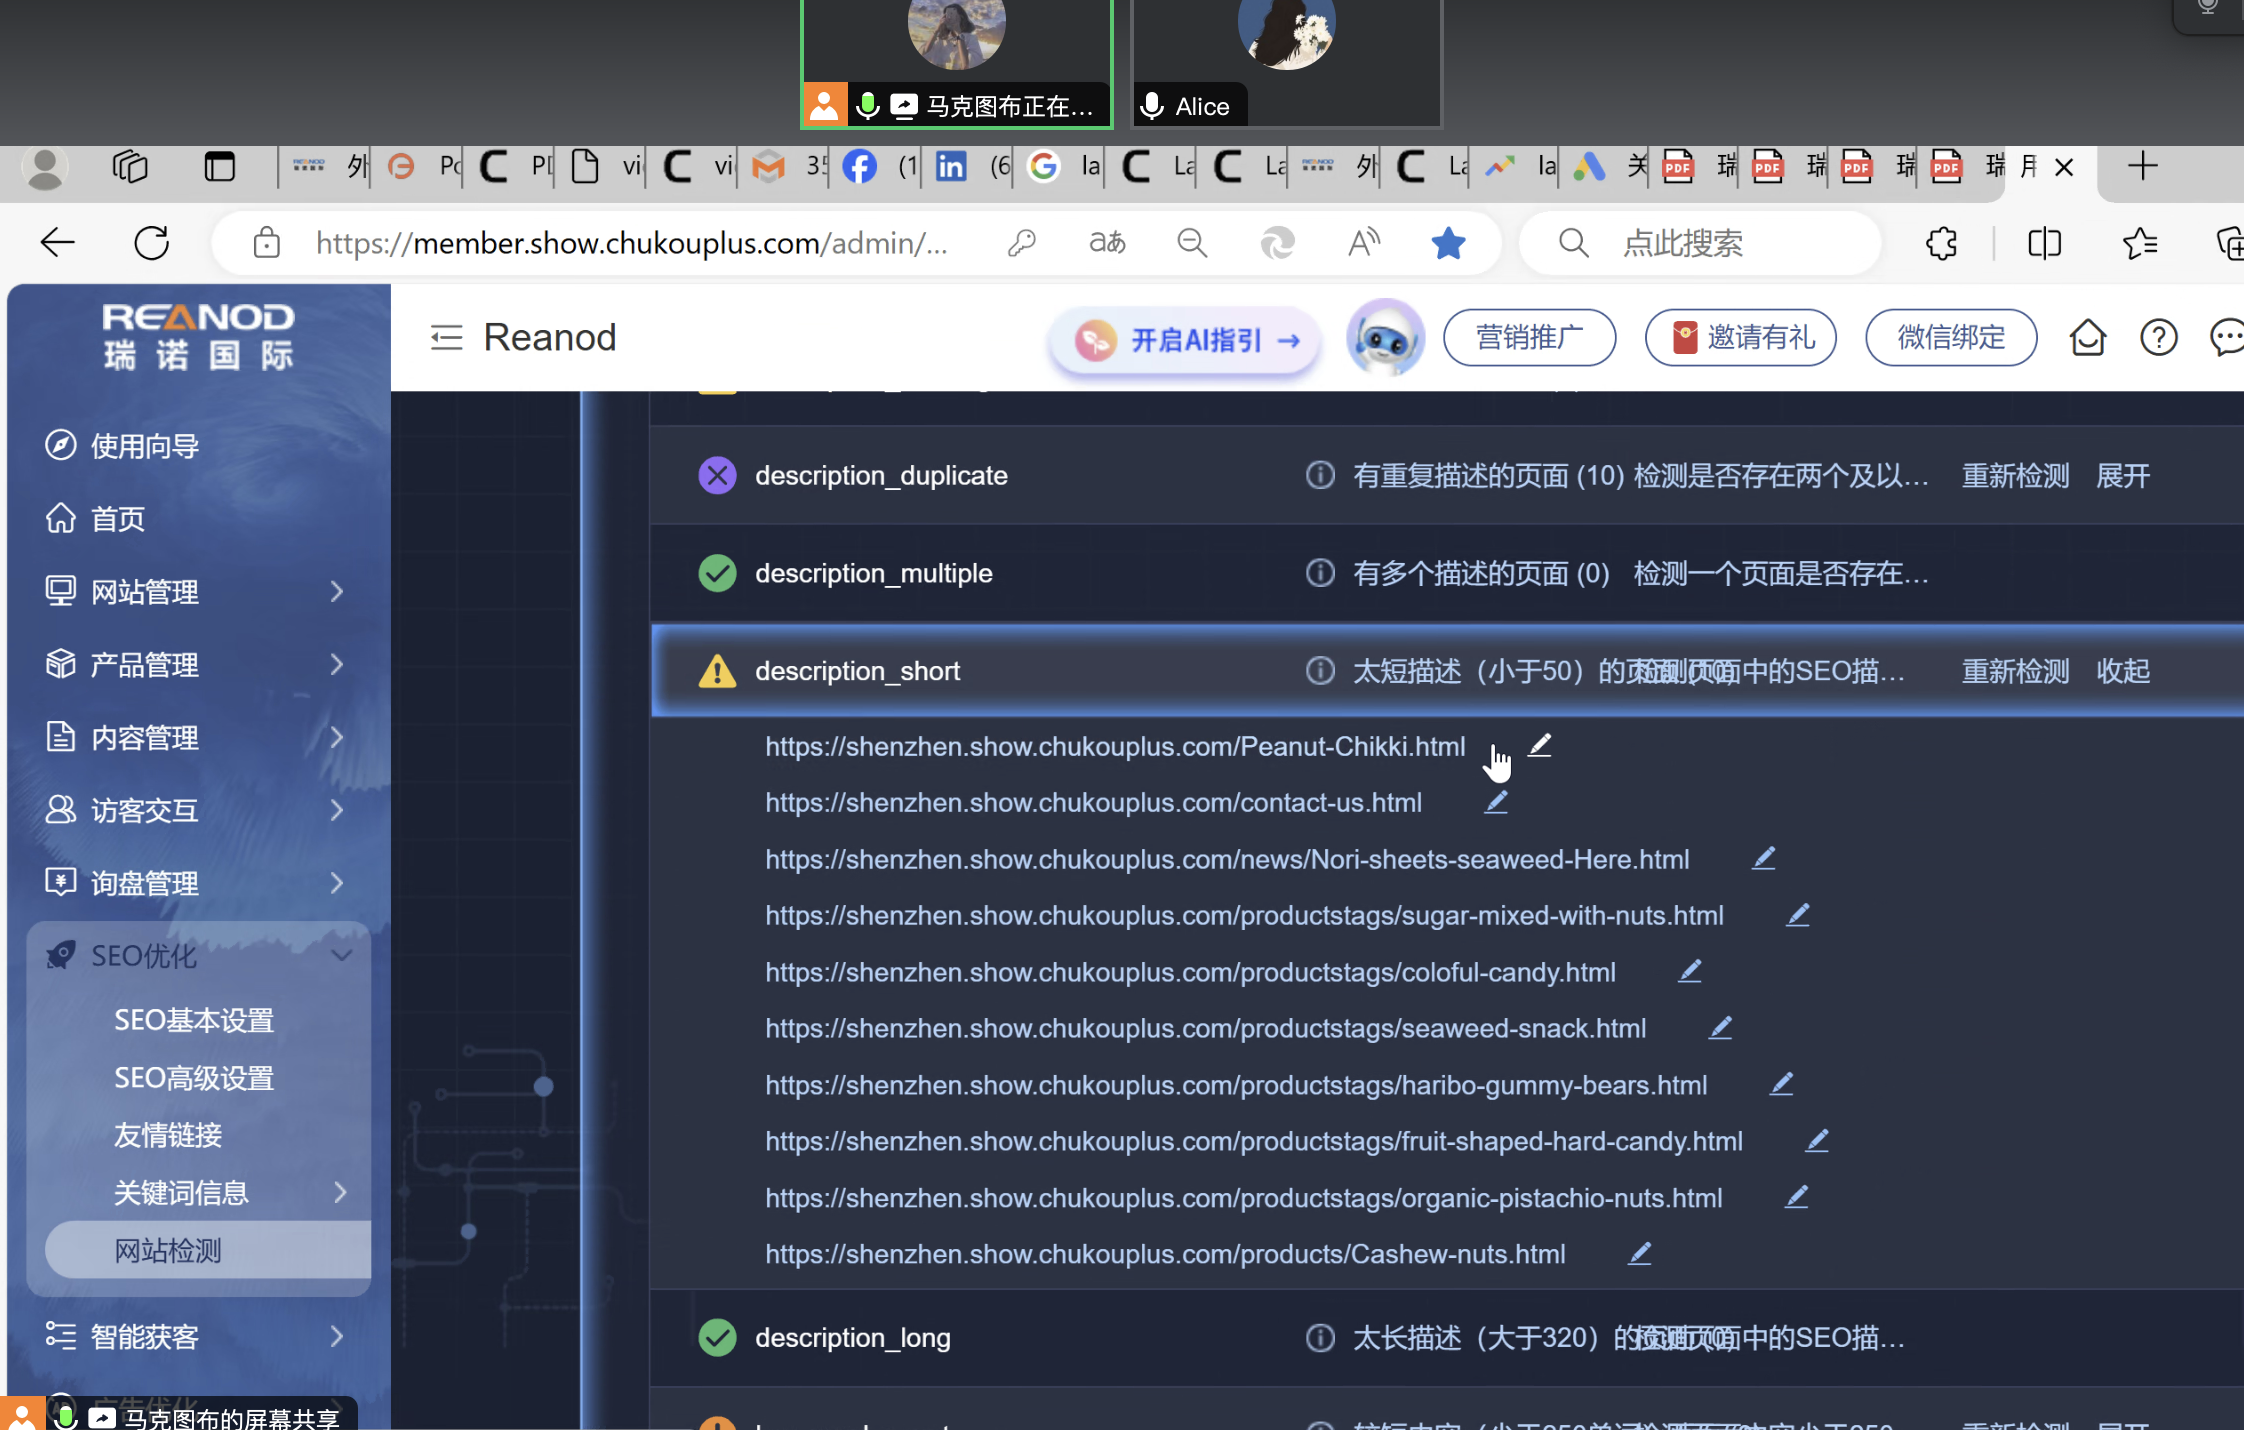 马克图布正在...
Alice
外
Pc
PI
vi
vi
35
(1
(6
la
La
La
外
La
la
关
瑞
瑞
瑞
瑞
https://member.show.chukouplus.com/admin/...
aあ
点此搜索
REANOD
瑞诺国际
Reanod
开启AI指引 →
营销推广
邀请有礼
微信绑定
使用向导
首页
网站管理
产品管理
内容管理
访客交互
询盘管理
SEO优化
SEO基本设置
SEO高级设置
友情链接
关键词信息
网站检测
智能获客
广告优化
description_duplicate 有重复描述的页面 (10) 检测是否存在两个及以... 重新检测 展开
description_multiple 有多个描述的页面 (0) 检测一个页面是否存在...
description_short 太短描述（小于50）的页面 检测页面中的SEO描... 重新检测 收起
https://shenzhen.show.chukouplus.com/Peanut-Chikki.html
https://shenzhen.show.chukouplus.com/contact-us.html
https://shenzhen.show.chukouplus.com/news/Nori-sheets-seaweed-Here.html
https://shenzhen.show.chukouplus.com/productstags/sugar-mixed-with-nuts.html
https://shenzhen.show.chukouplus.com/productstags/coloful-candy.html
https://shenzhen.show.chukouplus.com/productstags/seaweed-snack.html
https://shenzhen.show.chukouplus.com/productstags/haribo-gummy-bears.html
https://shenzhen.show.chukouplus.com/productstags/fruit-shaped-hard-candy.html
https://shenzhen.show.chukouplus.com/productstags/organic-pistachio-nuts.html
https://shenzhen.show.chukouplus.com/products/Cashew-nuts.html
description_long 太长描述（大于320）的页面 (0) 检测页面中的SEO描...
重新检测 展开
马克图布的屏幕共享